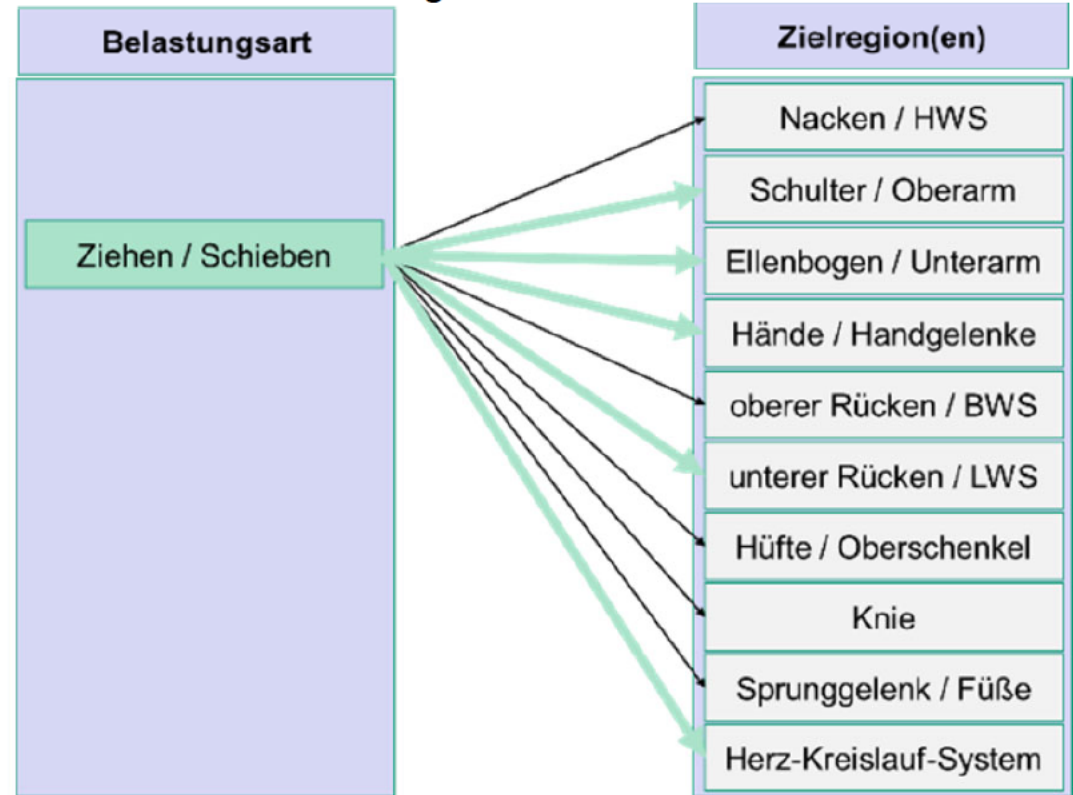 Belastungsart
Zielregion(en)
Ziehen / Schieben
Nacken / HWS
Schulter / Oberarm
Ellenbogen / Unterarm
Hände / Handgelenke
oberer Rücken / BWS
unterer Rücken / LWS
Hüfte / Oberschenkel
Knie
Sprunggelenk / Füße
Herz-Kreislauf-System